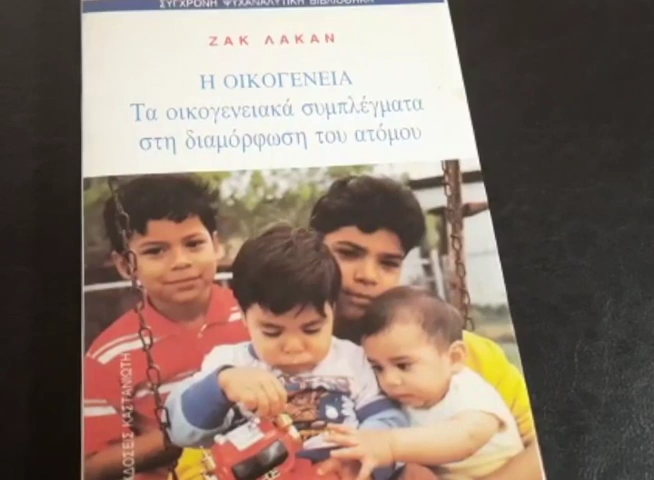 ΣΥΓΧΡΟΝΗ ΨΥΧΑΝΑΛΥΤΙΚΗ ΒΙΒΛΙΟΘΗΚΗ
ΖΑΚ ΛΑΚΑΝ
Η ΟΙΚΟΓΕΝΕΙΑ
Τα οικογενειακά συμπλέγματα
στη διαμόρφωση του ατόμου
ΕΚΔΟΣΕΙΣ ΚΑΣΤΑΝΙΩΤΗ